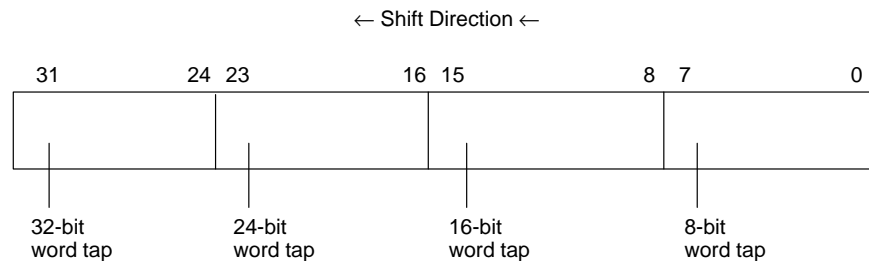 ← Shift Direction ←
31 24 23 16 15 8 7 0
32-bit 24-bit 16-bit 8-bit
word tap word tap word tap word tap